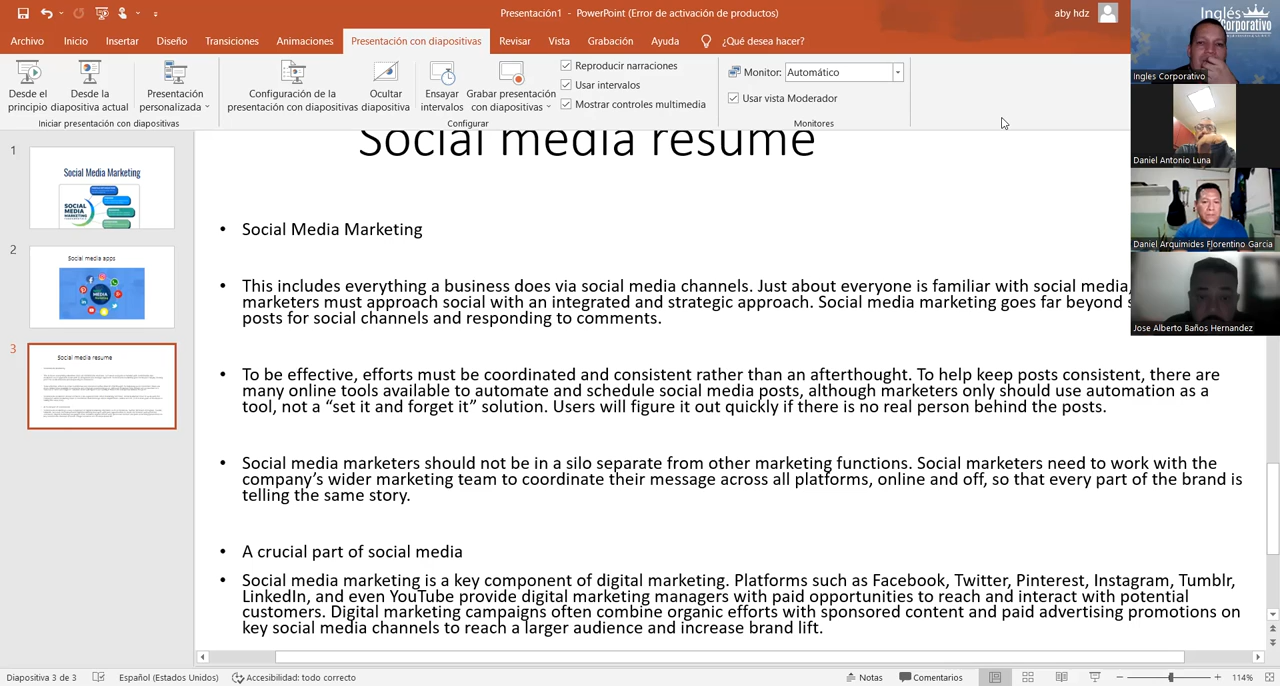 Presentación1 - PowerPoint (Error de activación de productos)
aby hdz
Archivo Inicio Insertar Diseño Transiciones Animaciones Presentación con diapositivas Revisar Vista Grabación Ayuda ¿Qué desea hacer?
Desde el principio
Desde la diapositiva actual
Presentación personalizada
Iniciar presentación con diapositivas
Configuración de la presentación con diapositivas
Ocultar diapositiva
Ensayar intervalos
Grabar presentación con diapositivas
Reproducir narraciones
Usar intervalos
Mostrar controles multimedia
Configurar
Monitor: Automático
Usar vista Moderador
Monitores
Inglés
Corporativo
Ingles Corporativo
Daniel Antonio Luna
Daniel Arquimides Florentino Garcia
Jose Alberto Baños Hernandez
1
Social Media Marketing
SOCIAL
MEDIA
MARKETING
2
Social media apps
3
Social media resume
Social media resume
• Social Media Marketing
• This includes everything a business does via social media channels. Just about everyone is familiar with social media,
marketers must approach social with an integrated and strategic approach. Social media marketing goes far beyond
posts for social channels and responding to comments.
• To be effective, efforts must be coordinated and consistent rather than an afterthought. To help keep posts consistent, there are
many online tools available to automate and schedule social media posts, although marketers only should use automation as a
tool, not a “set it and forget it” solution. Users will figure it out quickly if there is no real person behind the posts.
• Social media marketers should not be in a silo separate from other marketing functions. Social marketers need to work with the
company’s wider marketing team to coordinate their message across all platforms, online and off, so that every part of the brand is
telling the same story.
• A crucial part of social media
• Social media marketing is a key component of digital marketing. Platforms such as Facebook, Twitter, Pinterest, Instagram, Tumblr,
LinkedIn, and even YouTube provide digital marketing managers with paid opportunities to reach and interact with potential
customers. Digital marketing campaigns often combine organic efforts with sponsored content and paid advertising promotions on
key social media channels to reach a larger audience and increase brand lift.
Diapositiva 3 de 3 Español (Estados Unidos) Accesibilidad: todo correcto Notas Comentarios 114%